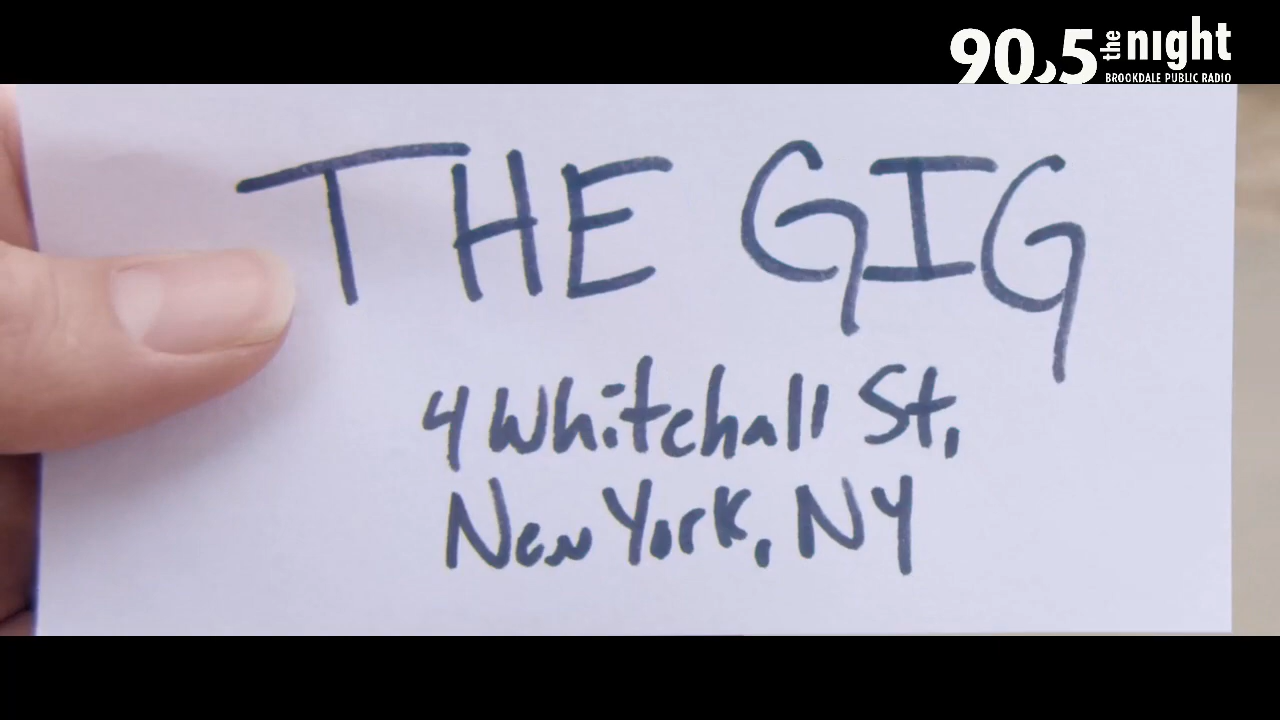 90.5 the night
BROOKDALE PUBLIC RADIO
THE GIG
4 Whitehall St,
New York, NY